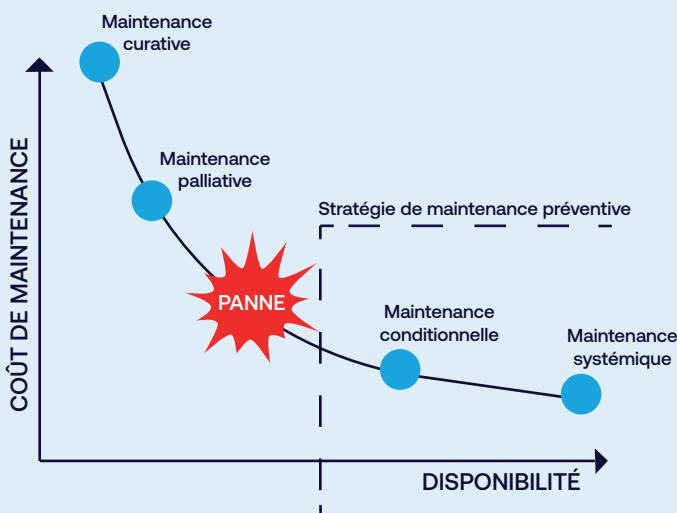 Maintenance
curative
Maintenance
palliative
Stratégie de maintenance préventive
PANNE
Maintenance
conditionnelle
Maintenance
systémique
COÛT DE MAINTENANCE
DISPONIBILITÉ